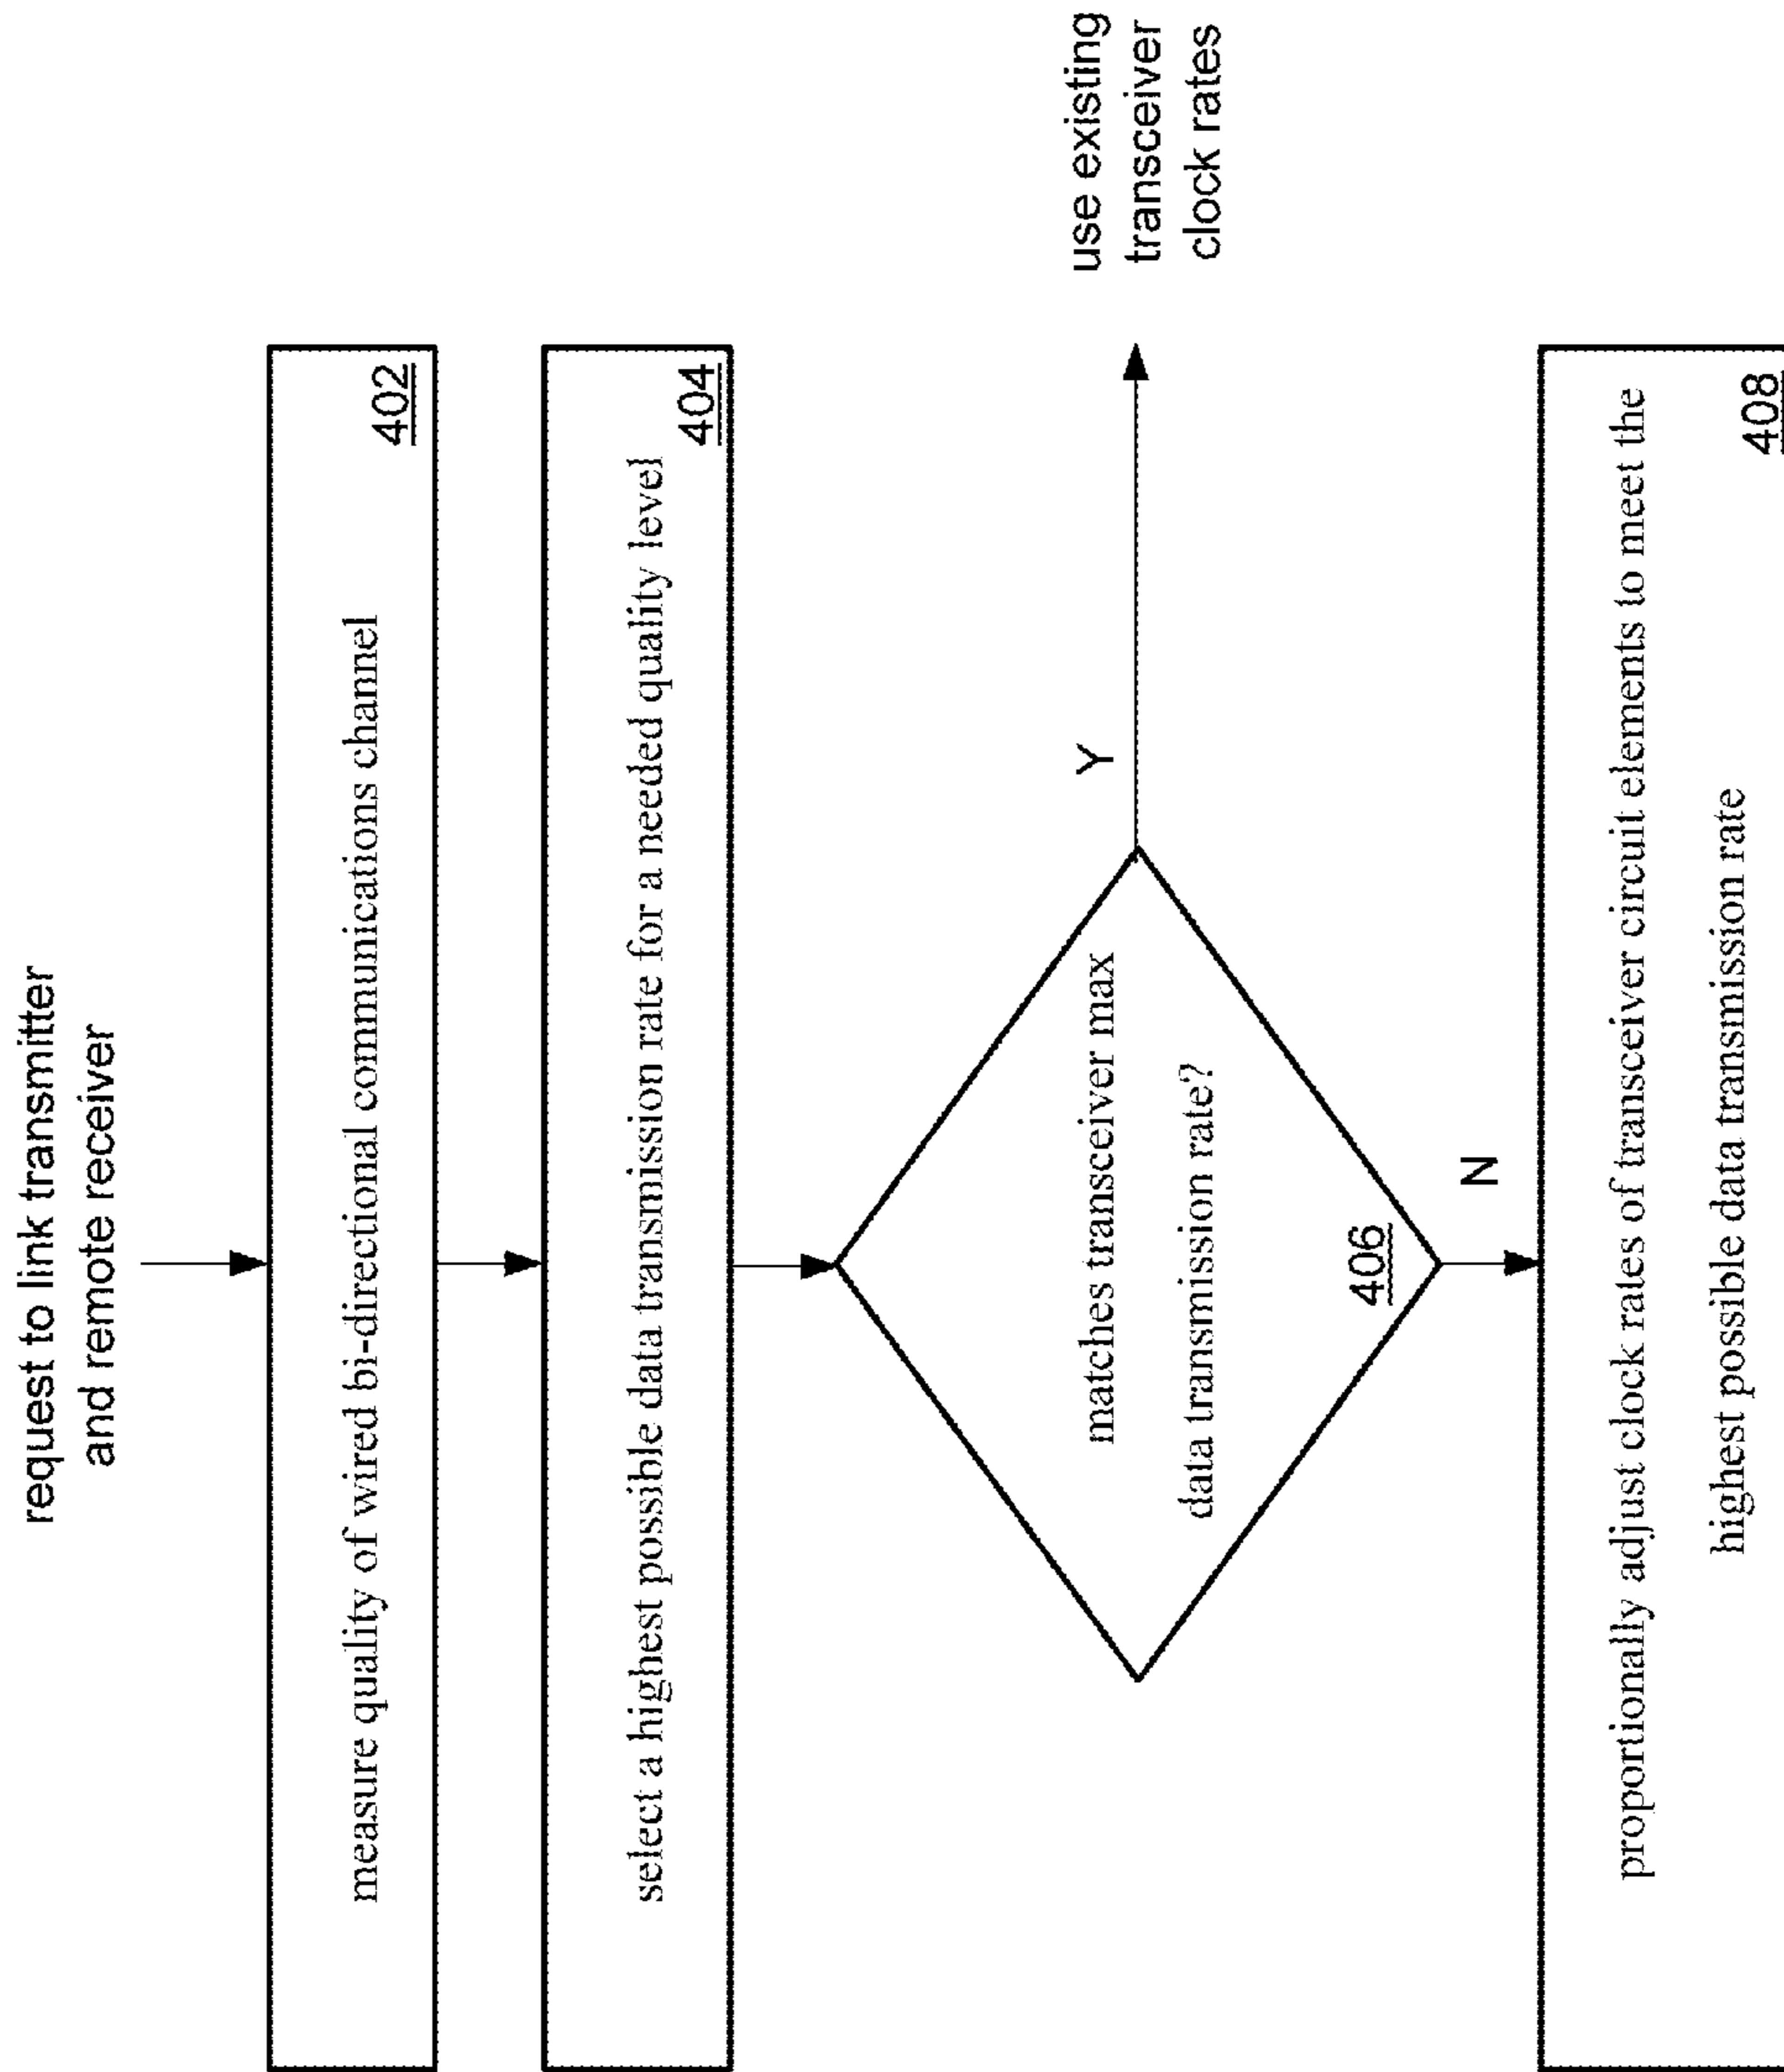 request to link transmitter
and remote receiver
measure quality of wired bi-directional communications channel
402
select a highest possible data transmission rate for a needed quality level
404
matches transceiver max
data transmission rate?
406
Y
use existing
transceiver
clock rates
N
proportionally adjust clock rates of transceiver circuit elements to meet the
highest possible data transmission rate
408